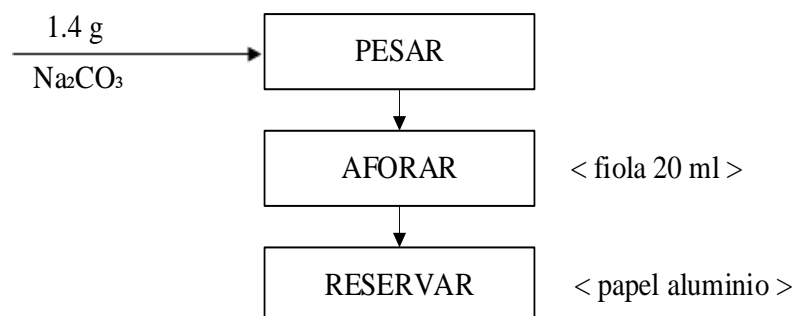 1.4 g
Na₂CO₃
PESAR
AFORAR
< fiola 20 ml >
RESERVAR
< papel aluminio >